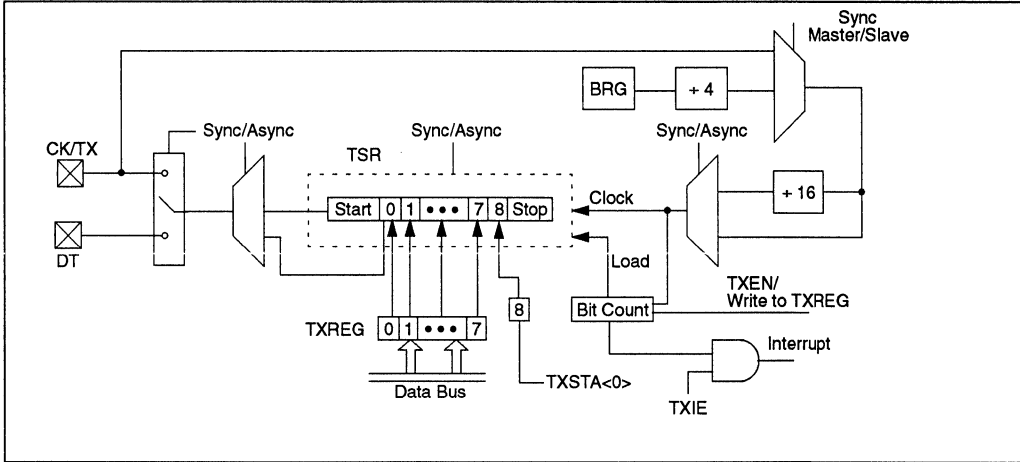 Sync
Master/Slave
BRG
÷ 4
Sync/Async
Sync/Async
Sync/Async
CK/TX
TSR
÷ 16
Start 0 1 ••• 7 8 Stop
Clock
DT
Load
TXEN/
Write to TXREG
8
Bit Count
TXREG 0 1 ••• 7
Interrupt
TXSTA<0>
Data Bus
TXIE